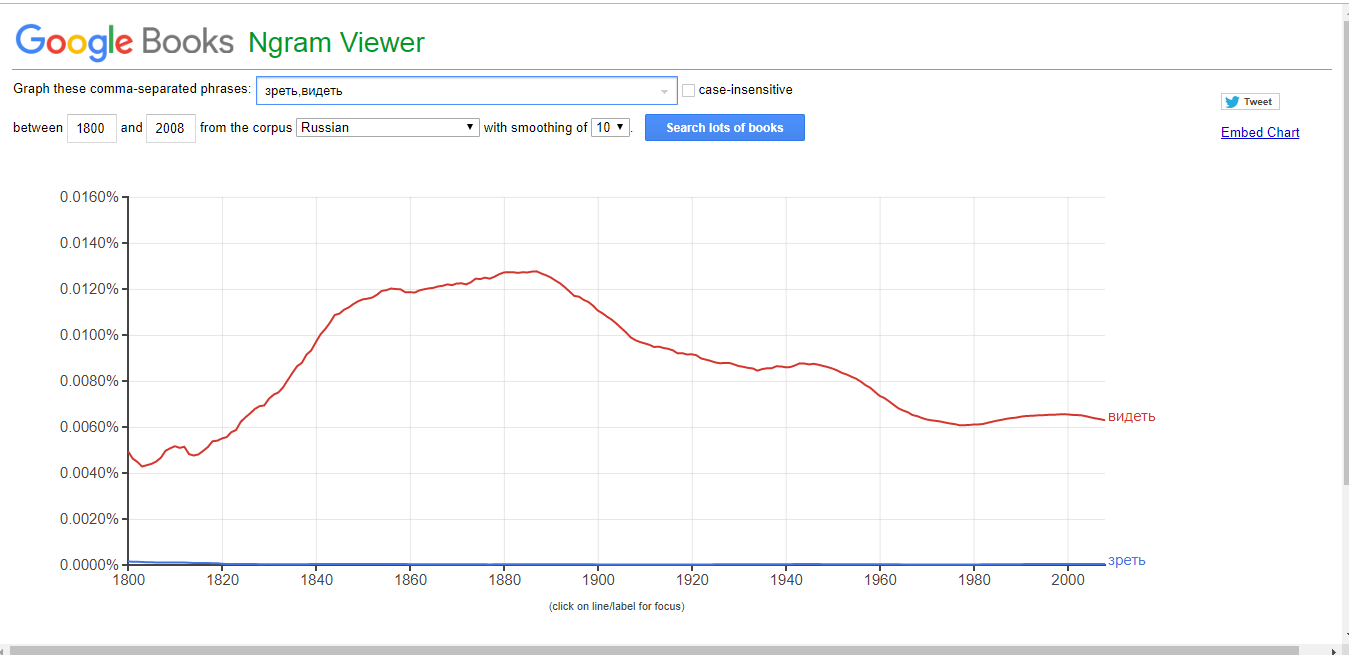 Google Books Ngram Viewer
Graph these comma-separated phrases: зреть,видеть case-insensitive
Tweet
between 1800 and 2008 from the corpus Russian with smoothing of 10. Search lots of books
Embed Chart
0.0160%
0.0140%
0.0120%
0.0100%
0.0080%
0.0060%
видеть
0.0040%
0.0020%
0.0000%
зреть
1800 1820 1840 1860 1880 1900 1920 1940 1960 1980 2000
(click on line/label for focus)